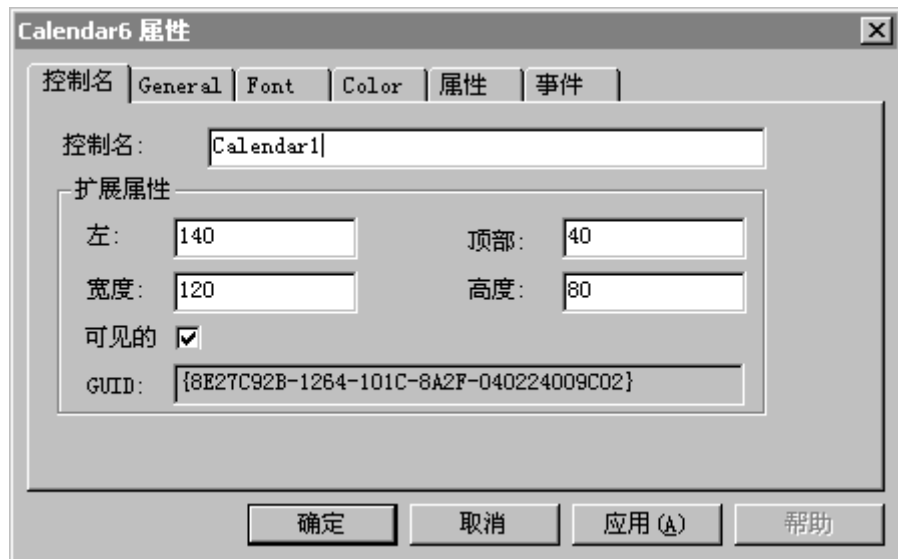 Calendar6 属性
控制名 General Font Color 属性 事件
控制名: Calendar1
扩展属性
左: 140 顶部: 40
宽度: 120 高度: 80
可见的
GUID: {8E27C92B-1264-101C-8A2F-040224009C02}
确定 取消 应用(A) 帮助